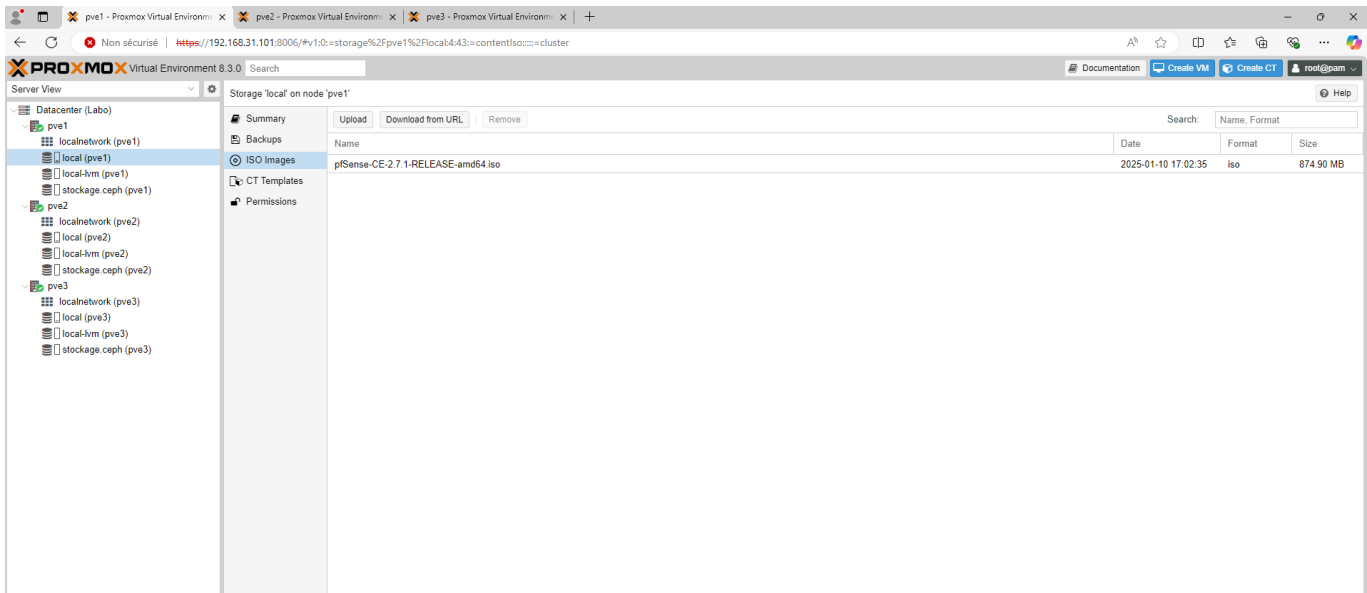 pve1 - Proxmox Virtual Environme
pve2 - Proxmox Virtual Environme
pve3 - Proxmox Virtual Environme
Non sécurisé https://192.168.31.101:8006/#v1:0:=storage%2Fpve1%2Flocal:4:43:=contentIso:::::=cluster
PROXMOX Virtual Environment 8.3.0 Search
Documentation Create VM Create CT root@pam
Server View
Datacenter (Labo)
pve1
localnetwork (pve1)
local (pve1)
local-lvm (pve1)
stockage.ceph (pve1)
pve2
localnetwork (pve2)
local (pve2)
local-lvm (pve2)
stockage.ceph (pve2)
pve3
localnetwork (pve3)
local (pve3)
local-lvm (pve3)
stockage.ceph (pve3)
Storage 'local' on node 'pve1'
Help
Summary
Backups
ISO Images
CT Templates
Permissions
Upload Download from URL Remove Search: Name, Format
Name Date Format Size
pfSense-CE-2.7.1-RELEASE-amd64.iso 2025-01-10 17:02:35 iso 874.90 MB